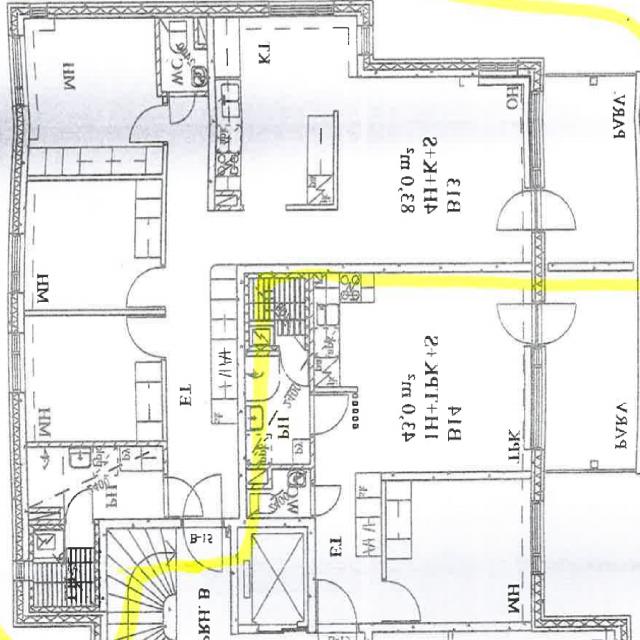 MH
WC
KT
OH
PARV.
B13
4H+K+S
83,0 m²
MH
ET
MH
PH
B14
1H+TPK+S
43,0 m²
TPK
PARV.
PH
WC
ET
MH
B-15
PRH. B